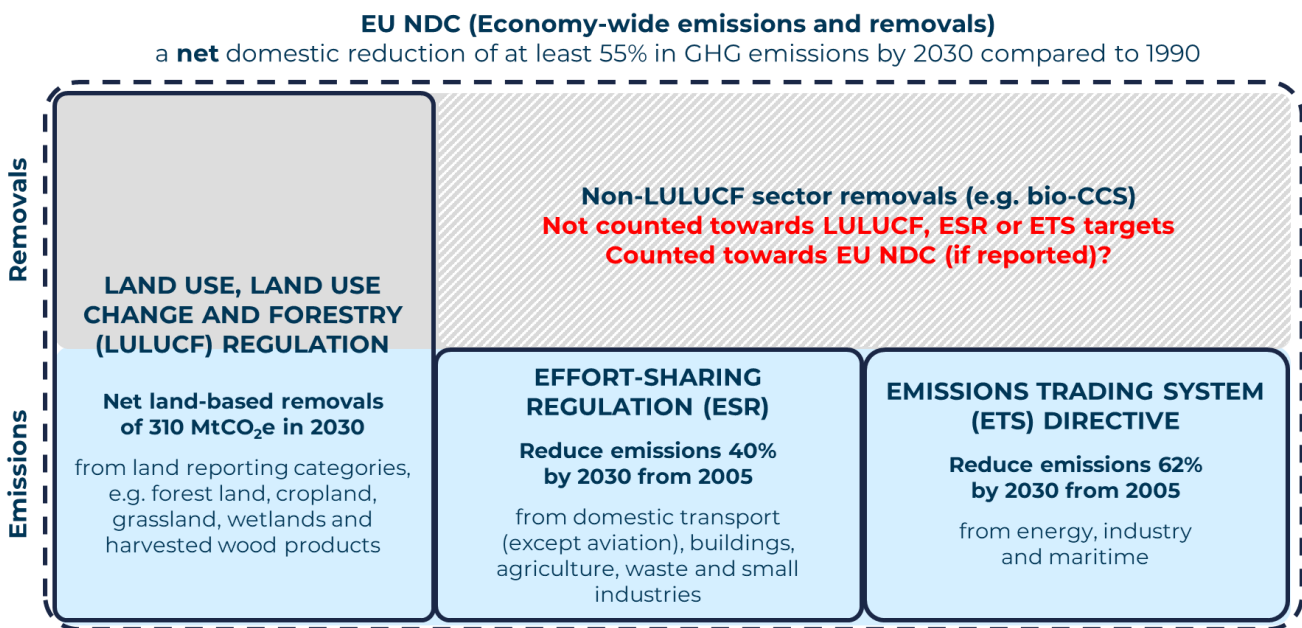 EU NDC (Economy-wide emissions and removals)
a net domestic reduction of at least 55% in GHG emissions by 2030 compared to 1990
Removals
Non-LULUCF sector removals (e.g. bio-CCS)
Not counted towards LULUCF, ESR or ETS targets
Counted towards EU NDC (if reported)?
LAND USE, LAND USE
CHANGE AND FORESTRY
(LULUCF) REGULATION
Net land-based removals
of 310 MtCO₂e in 2030
from land reporting categories,
e.g. forest land, cropland,
grassland, wetlands and
harvested wood products
Emissions
EFFORT-SHARING
REGULATION (ESR)
Reduce emissions 40%
by 2030 from 2005
from domestic transport
(except aviation), buildings,
agriculture, waste and small
industries
EMISSIONS TRADING SYSTEM
(ETS) DIRECTIVE
Reduce emissions 62%
by 2030 from 2005
from energy, industry
and maritime